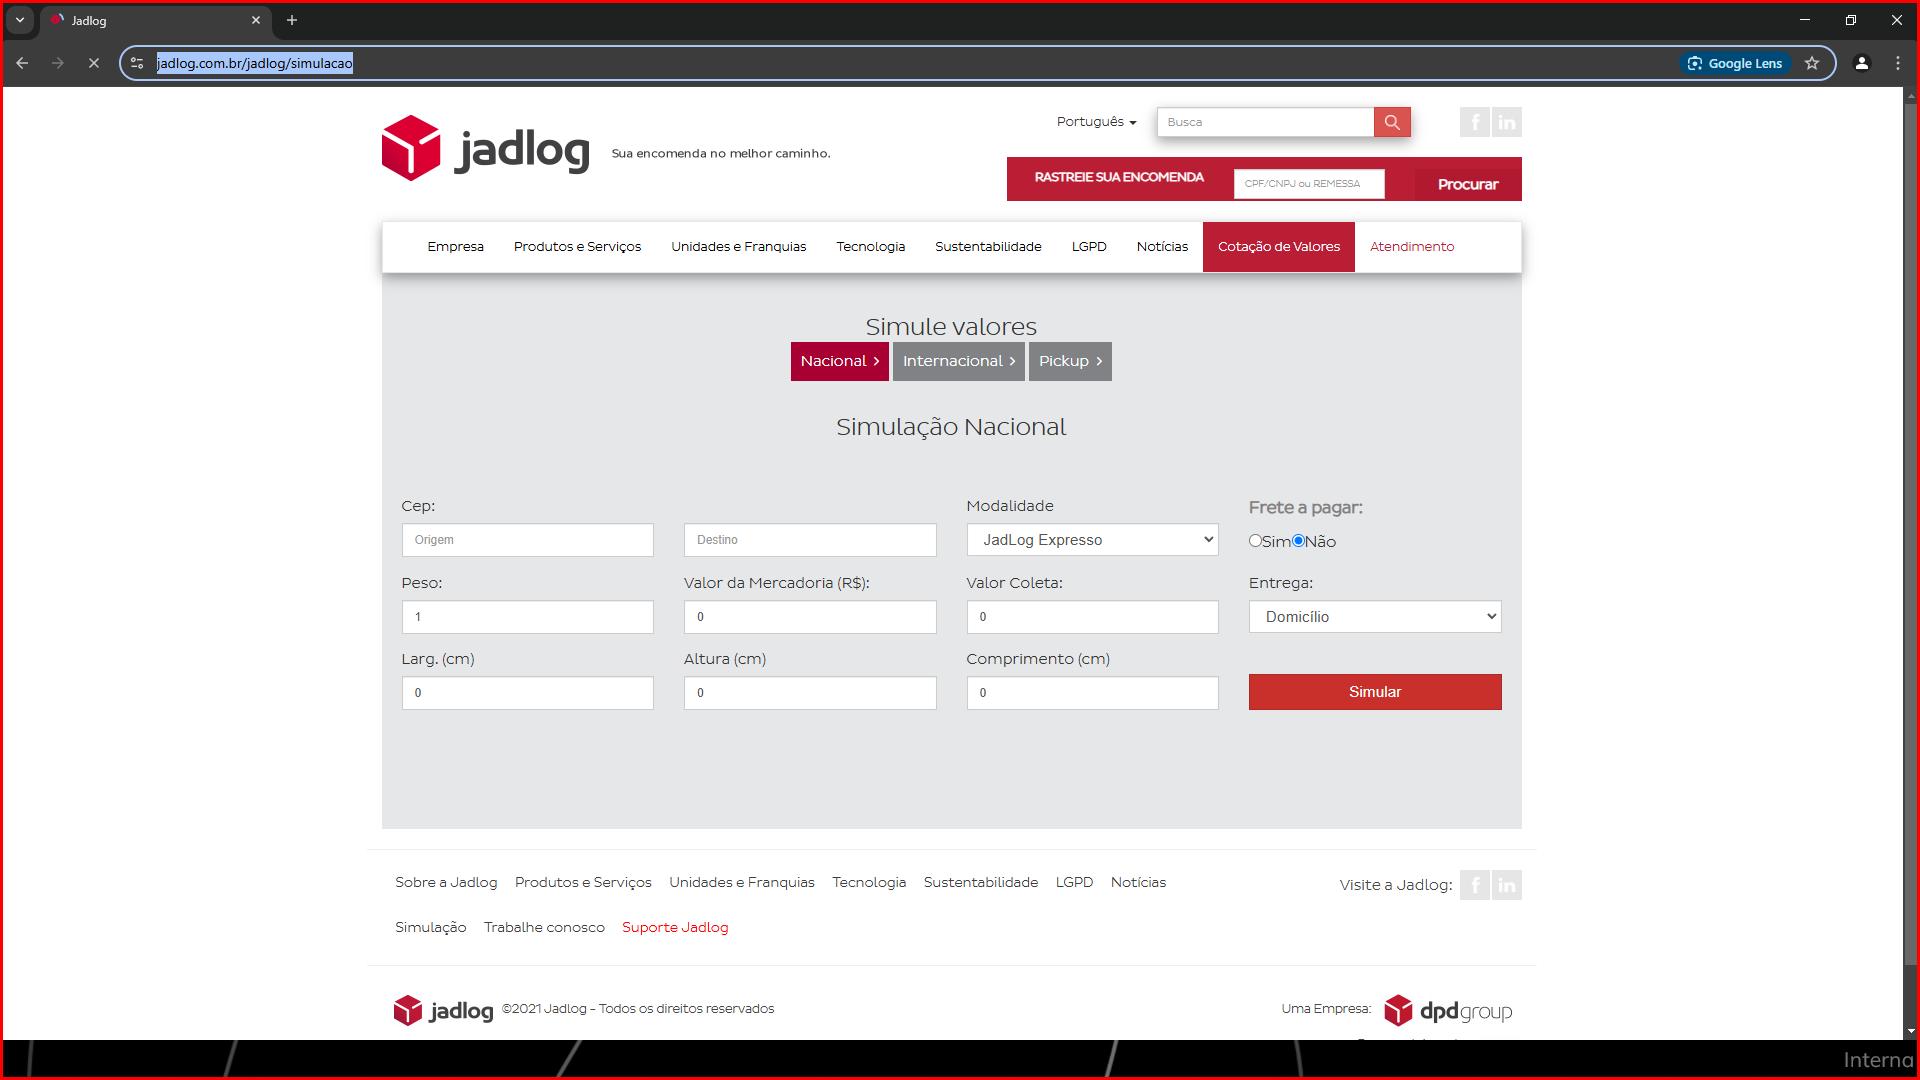 Jadlog
jadlog.com.br/jadlog/simulacao
Google Lens
jadlog
Sua encomenda no melhor caminho.
Português
Busca
RASTREIE SUA ENCOMENDA
CPF/CNPJ ou REMESSA
Procurar
Empresa Produtos e Serviços Unidades e Franquias Tecnologia Sustentabilidade LGPD Notícias Cotação de Valores Atendimento
Simule valores
Nacional Internacional Pickup
Simulação Nacional
Cep: Modalidade Frete a pagar:
Origem Destino JadLog Expresso Sim Não
Peso: Valor da Mercadoria (R$): Valor Coleta: Entrega:
1 0 0 Domicílio
Larg. (cm) Altura (cm) Comprimento (cm)
0 0 0 Simular
Sobre a Jadlog Produtos e Serviços Unidades e Franquias Tecnologia Sustentabilidade LGPD Notícias
Visite a Jadlog:
Simulação Trabalhe conosco Suporte Jadlog
jadlog ©2021 Jadlog - Todos os direitos reservados
Uma Empresa: dpdgroup
Interna